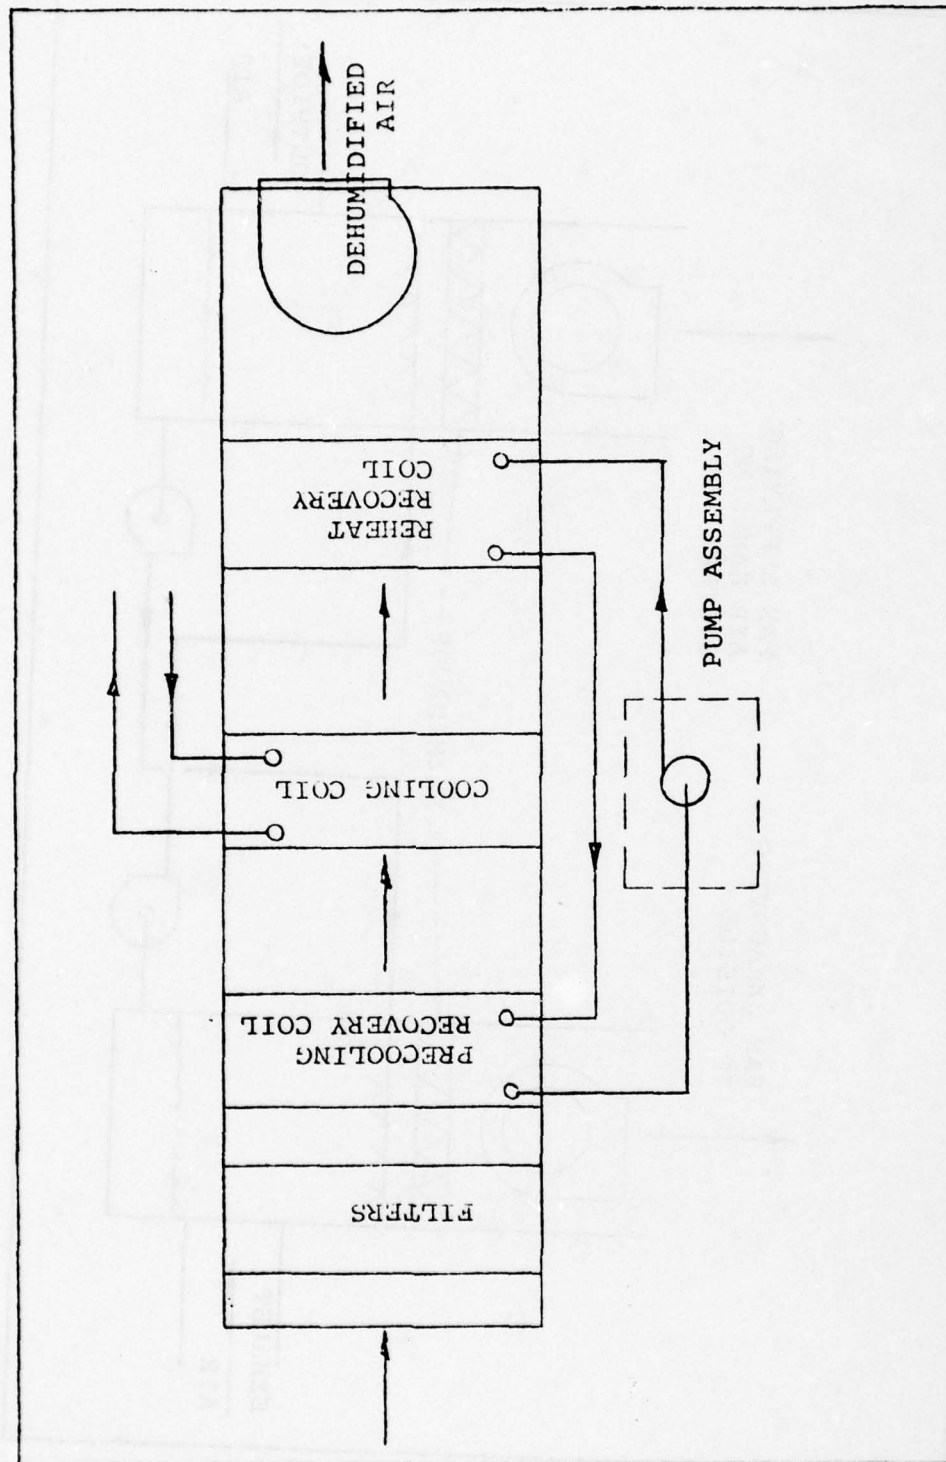 DEHUMIDIFIED
AIR
REHEAT
RECOVERY
COIL
PUMP ASSEMBLY
COOLING COIL
PRECOOLING
RECOVERY COIL
FILTERS